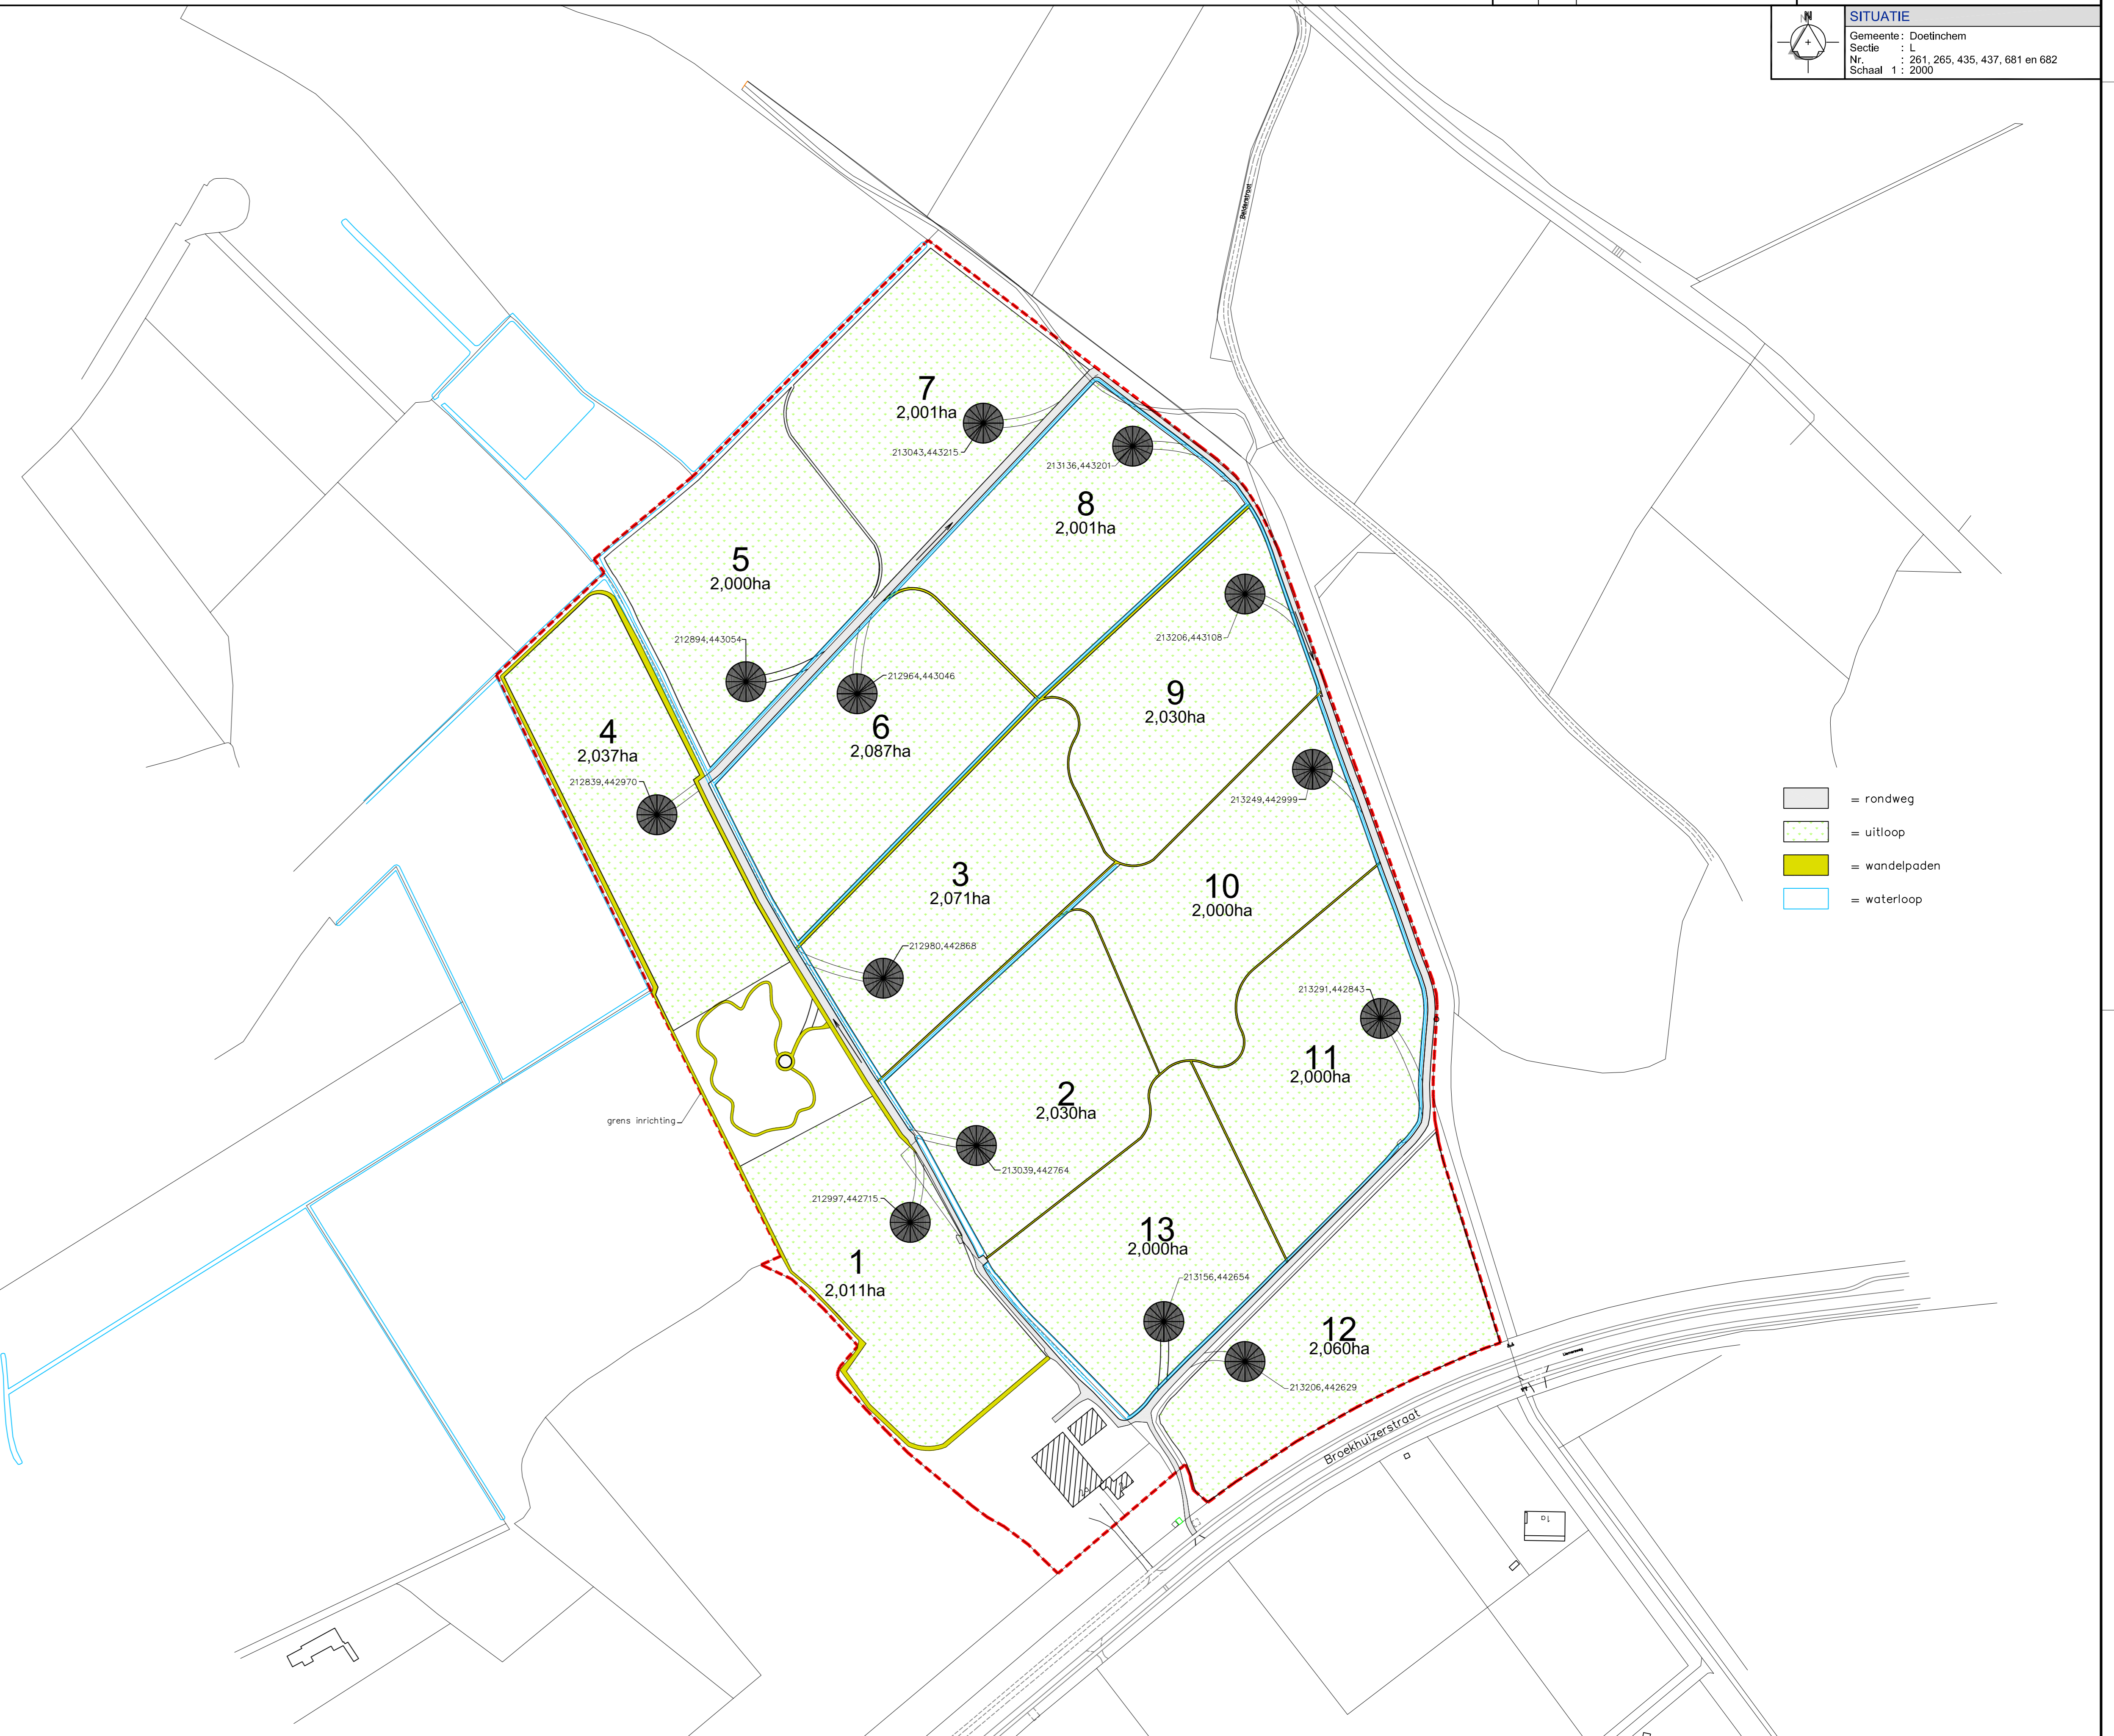 N
SITUATIE
Gemeente : Doetinchem
Sectie : L
Nr. : 261, 265, 435, 437, 681 en 682
Schaal 1 : 2000
7
2,001ha
213043,443215
213136,443201
8
2,001ha
5
2,000ha
212894,443054
212964,443046
213206,443108
9
2,030ha
4
2,037ha
6
2,087ha
212839,442970
213249,442999
= rondweg
= uitloop
= wandelpaden
= waterloop
3
2,071ha
10
2,000ha
212980,442868
213291,442843
11
2,000ha
2
2,030ha
grens inrichting
213039,442764
212997,442715
13
2,000ha
1
2,011ha
213156,442654
12
2,060ha
213206,442629
Broekhuizerstraat
1a